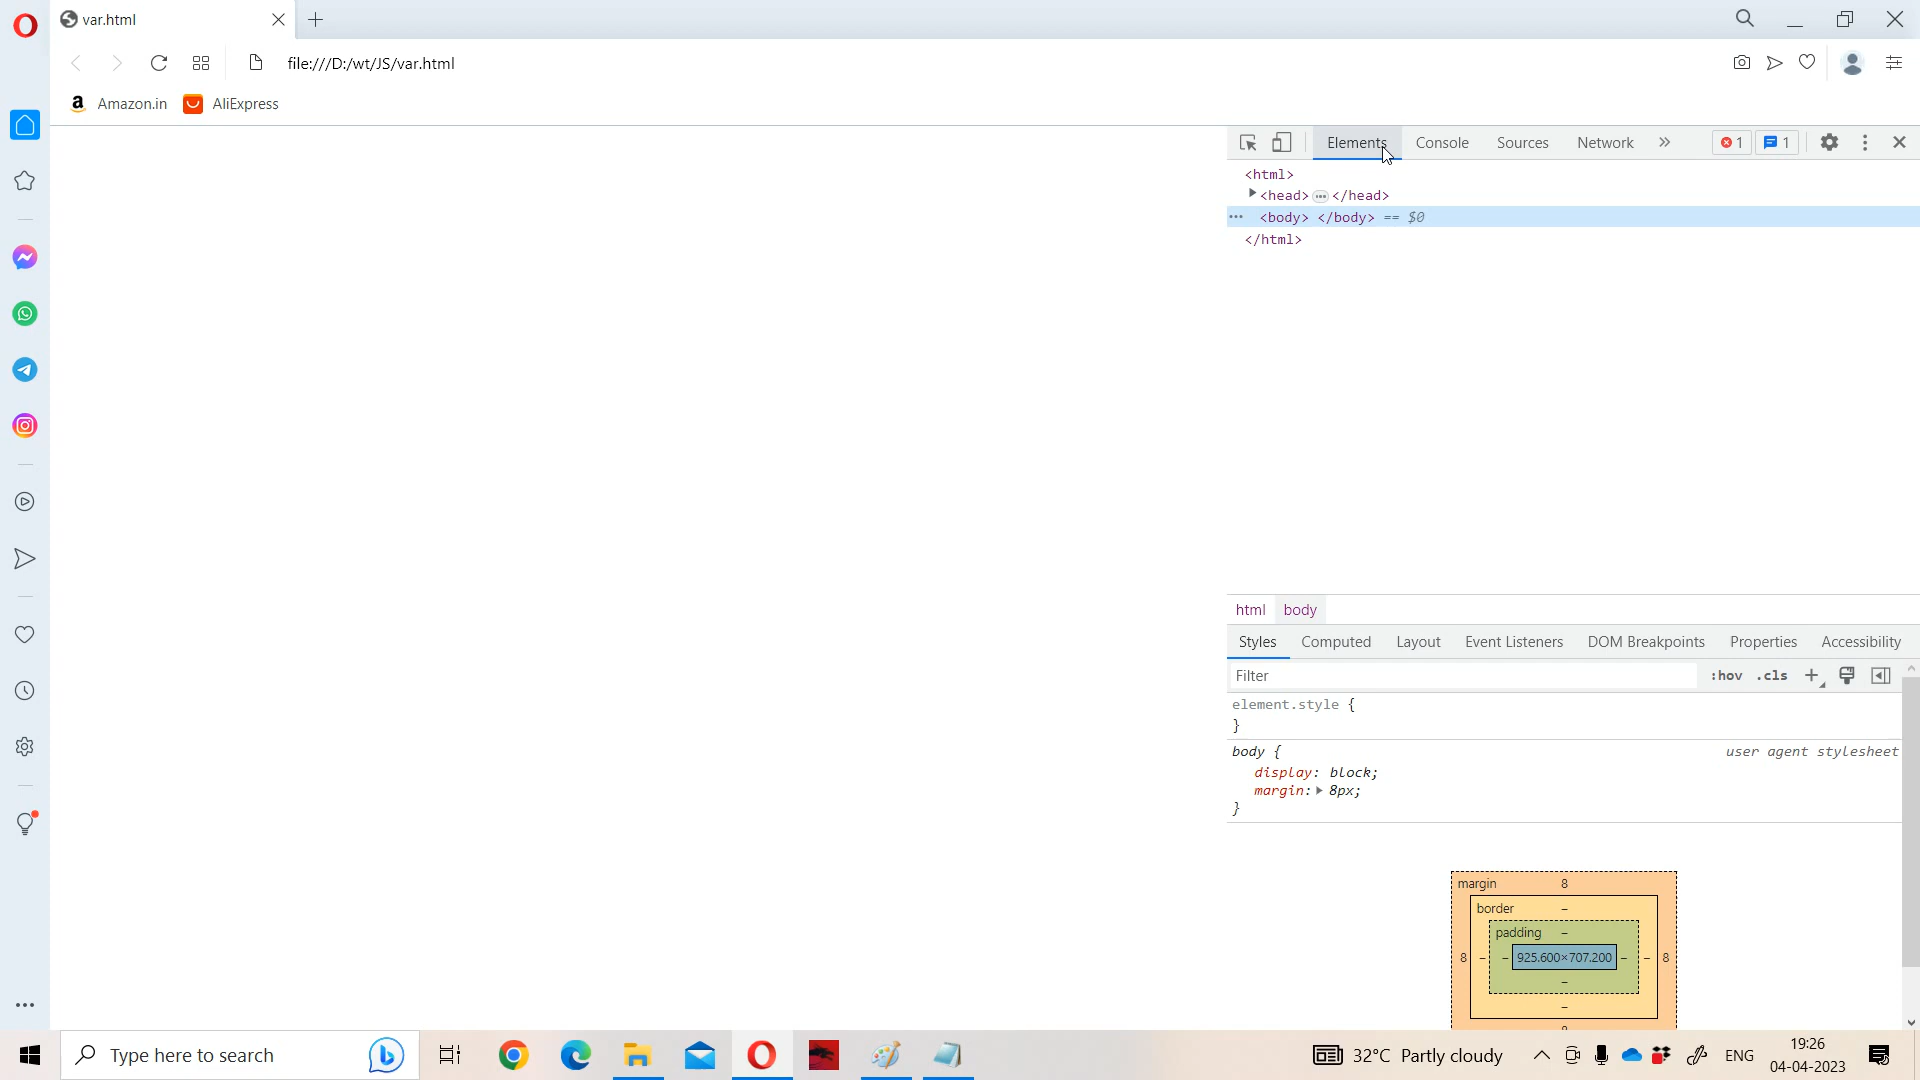 var.html
file:///D:/wt/JS/var.html
a Amazon.in AliExpress
Elements Console Sources Network » 1 1
<html>
<head> ••• </head>
••• <body> </body> == $0
</html>
html body
Styles Computed Layout Event Listeners DOM Breakpoints Properties Accessibility
Filter :hov .cls
element.style {
}
body { user agent stylesheet
display: block;
margin: 8px;
}
margin 8
border –
padding –
8 – – 925.600×707.200 – – 8
–
–
Type here to search
32°C Partly cloudy ENG 19:26
04-04-2023